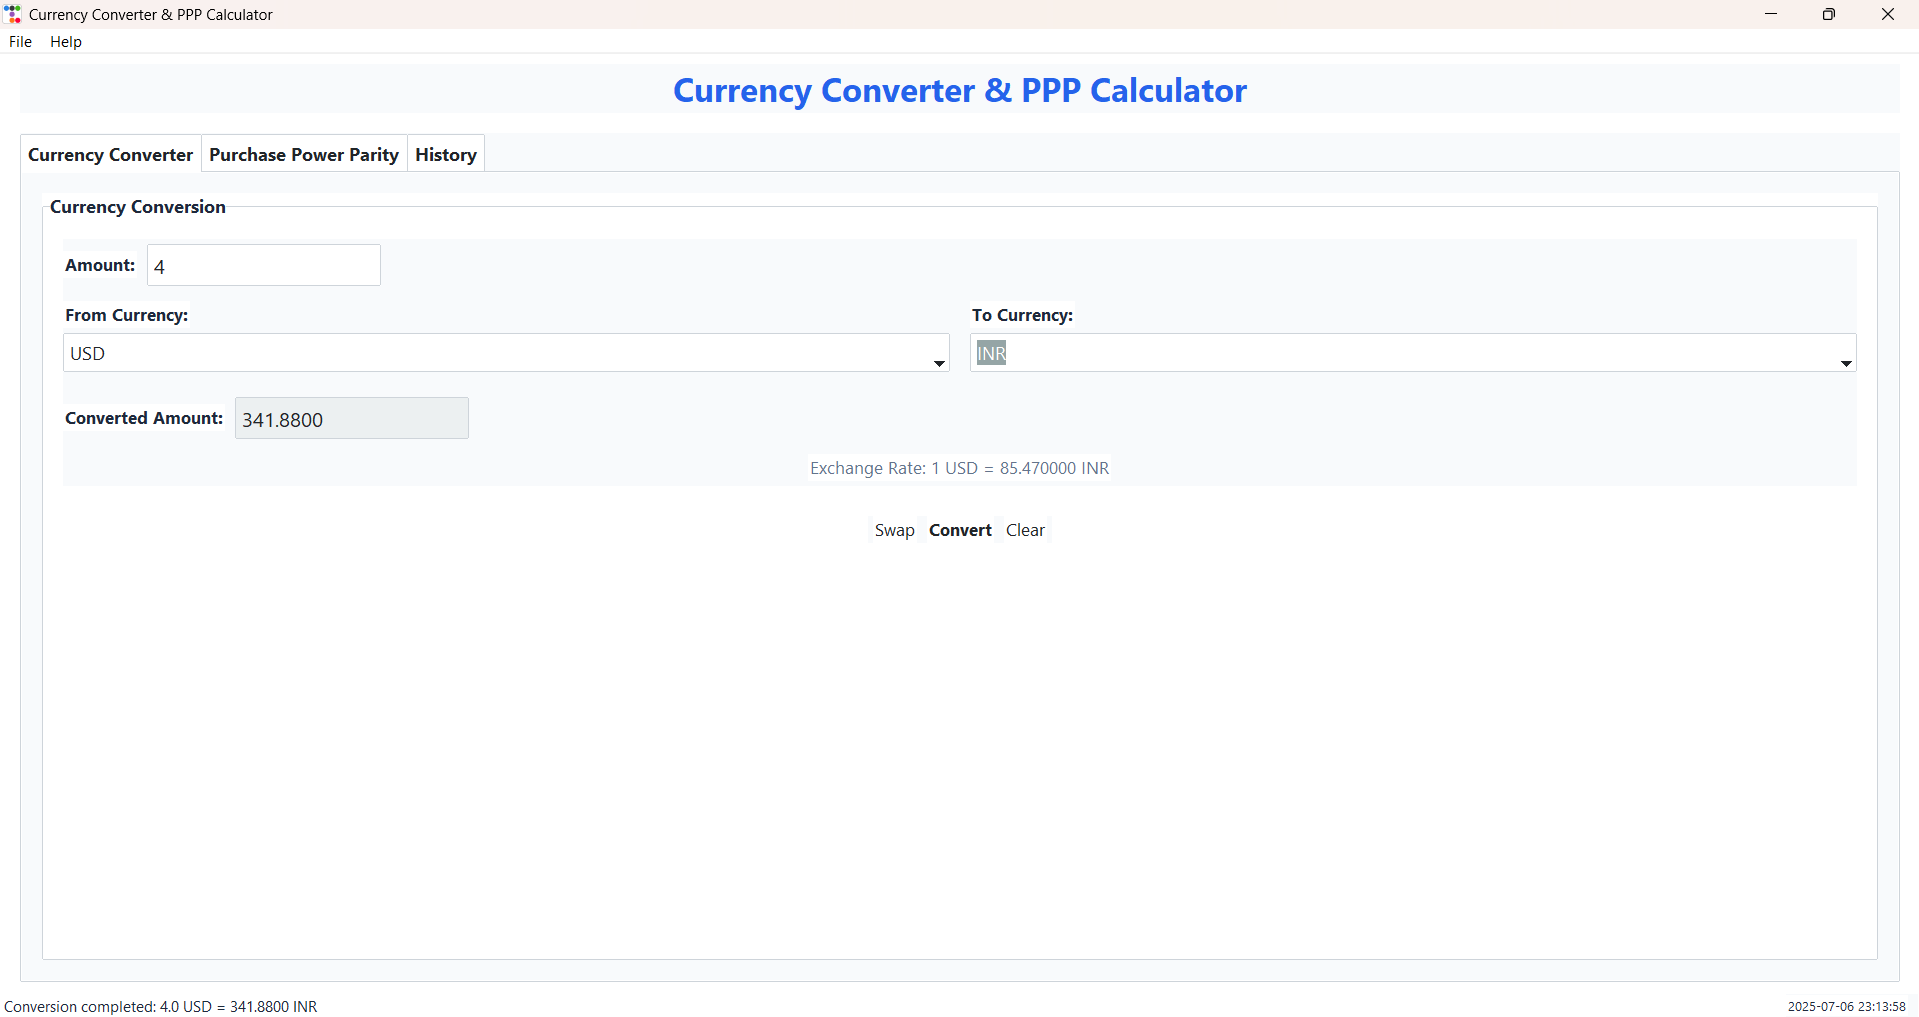 Currency Converter & PPP Calculator
File Help
Currency Converter & PPP Calculator
Currency Converter Purchase Power Parity History
Currency Conversion
Amount: 4
From Currency: To Currency:
USD INR
Converted Amount: 341.8800
Exchange Rate: 1 USD = 85.470000 INR
Swap Convert Clear
Conversion completed: 4.0 USD = 341.8800 INR 2025-07-06 23:13:58